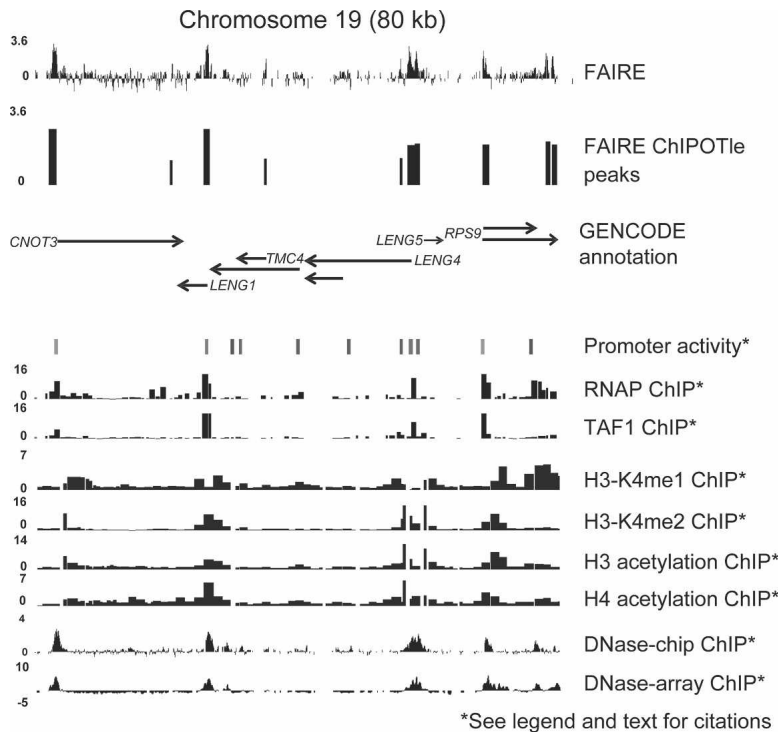 Chromosome 19 (80 kb)
3.6
0
FAIRE
3.6
0
FAIRE ChIPOTle
peaks
CNOT3
LENG5
RPS9
TMC4
LENG4
LENG1
GENCODE
annotation
Promoter activity*
16
0
RNAP ChIP*
16
0
TAF1 ChIP*
7
0
H3-K4me1 ChIP*
16
0
H3-K4me2 ChIP*
14
0
H3 acetylation ChIP*
7
0
H4 acetylation ChIP*
4
0
DNase-chip ChIP*
10
-5
DNase-array ChIP*
*See legend and text for citations